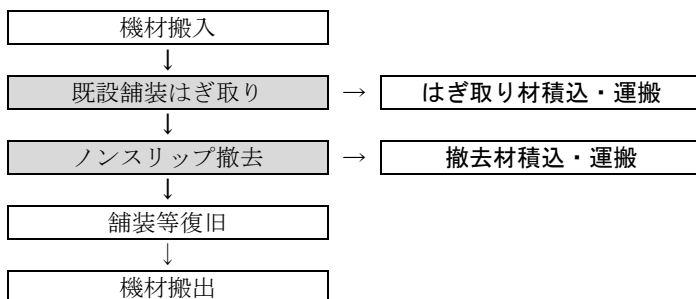 機材搬入
↓
既設舗装はぎ取り → はぎ取り材積込・運搬
↓
ノンスリップ撤去 → 撤去材積込・運搬
↓
舗装等復旧
↓
機材搬出